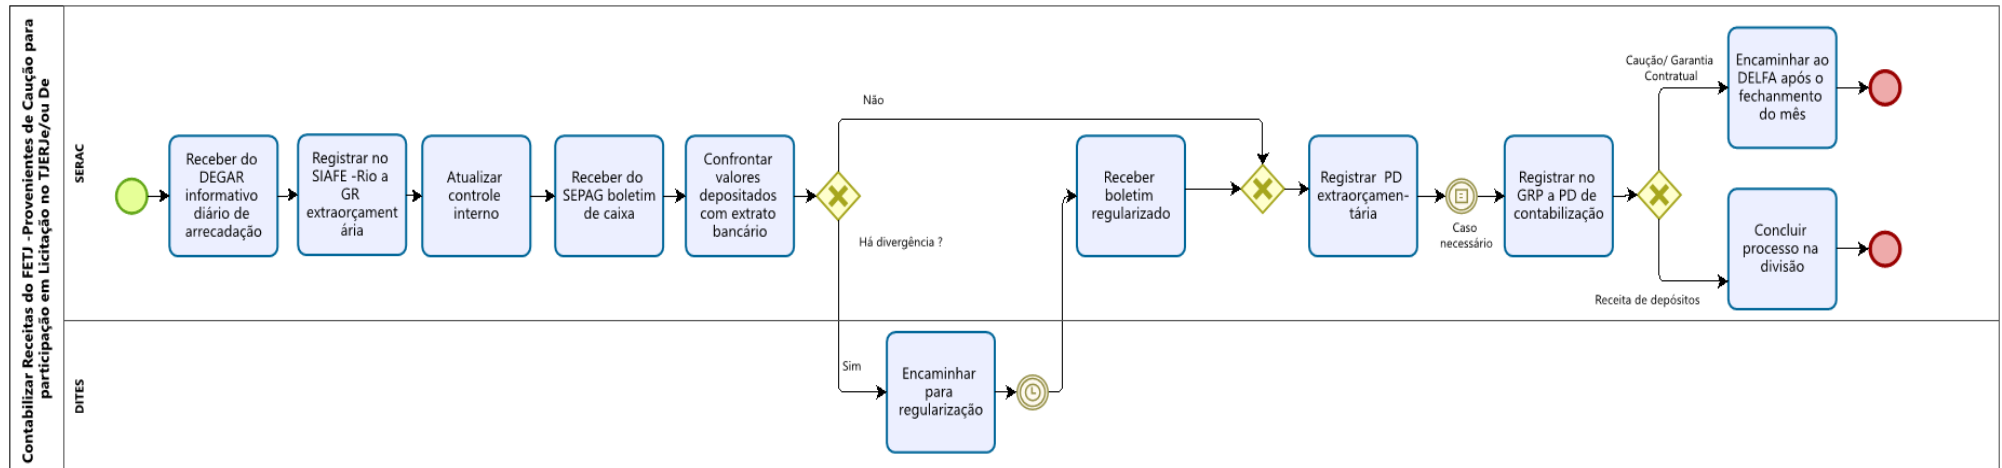 Contabilizar Receitas do FETJ -Provenientes de Caução para
participação em Licitação no TJERJe/ou De
SERAC
Receber do
DEGAR
informativo
diário de
arrecadação
Registrar no
SIAFE -Rio a
GR
extraorçament
ária
Atualizar
controle
interno
Receber do
SEPAG boletim
de caixa
Confrontar
valores
depositados
com extrato
bancário
Não
Há divergência ?
Sim
Receber
boletim
regularizado
Registrar PD
extraorçamen-
tária
Caso
necessário
Registrar no
GRP a PD de
contabilização
Caução/ Garantia
Contratual
Encaminhar ao
DELFA após o
fechanmento
do mês
Receita de depósitos
Concluir
processo na
divisão
DITES
Encaminhar
para
regularização